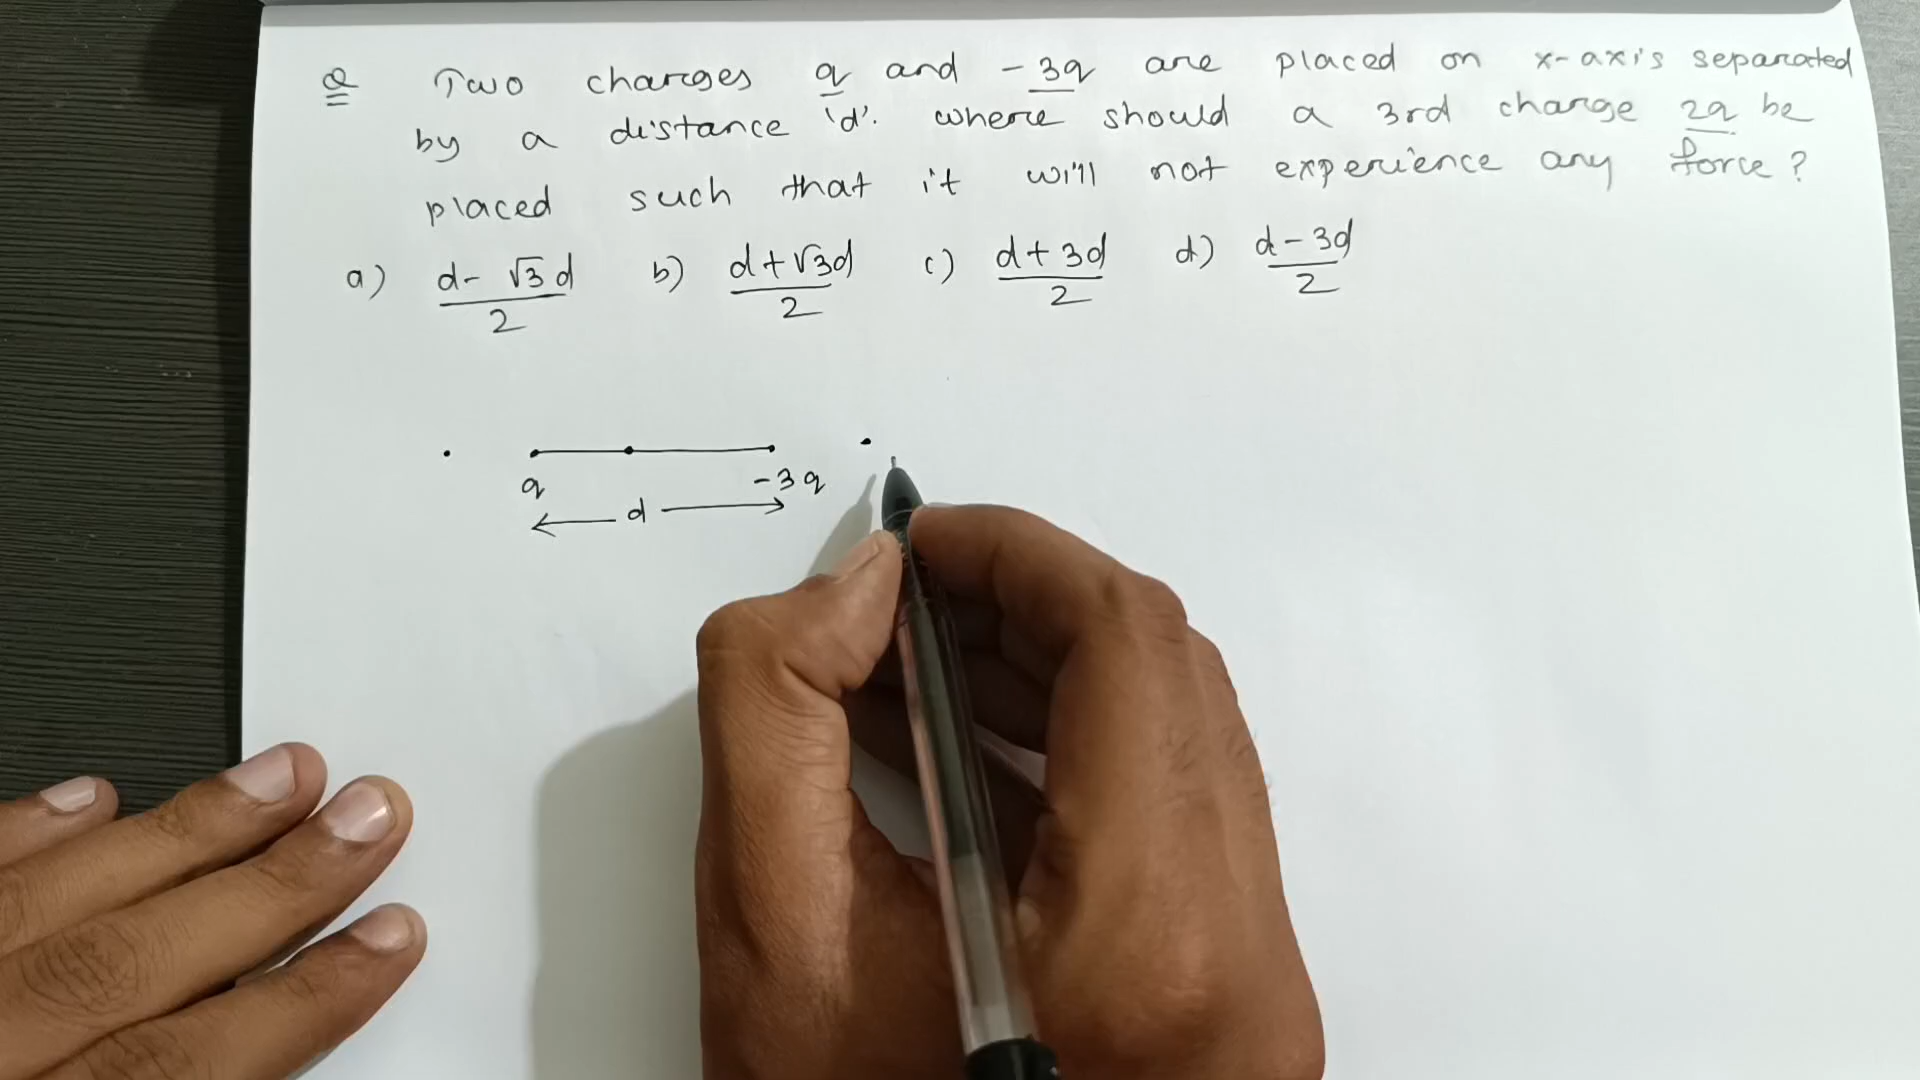 Q Two charges q and -3q are placed on x-axis separated
by a distance 'd'. where should a 3rd charge 2q be
placed such that it will not experience any force?
a) d-√3d/2 b) d+√3d/2 c) d+3d/2 d) d-3d/2
q -3q
d